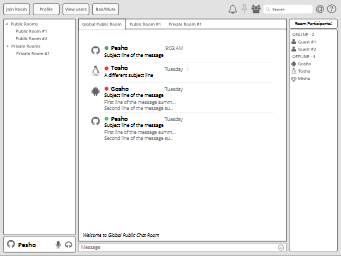 Join Room
Profile
View users
Ban/Mute
Search
Public Rooms
Public Room #1
Public Room #2
Private Rooms
Private Room #1
Global Private Room
Public Room #1
Private Room #1
Pesho
9:02 AM
Subject line of the message
Tosho
Tuesday
A different subject line
Gosho
Tuesday
Subject line of the message
First line of the message summ...
Second line of the message su...
Pesho
Tuesday
Subject line of the message
First line of the message summ...
Second line of the message su...
Welcome to Global Public Chat Room
Message
Room Participants:
ONLINE - 2
Guest #1
Guest #2
OFFLINE - 3
Gosho
Tosho
Misho
Pesho